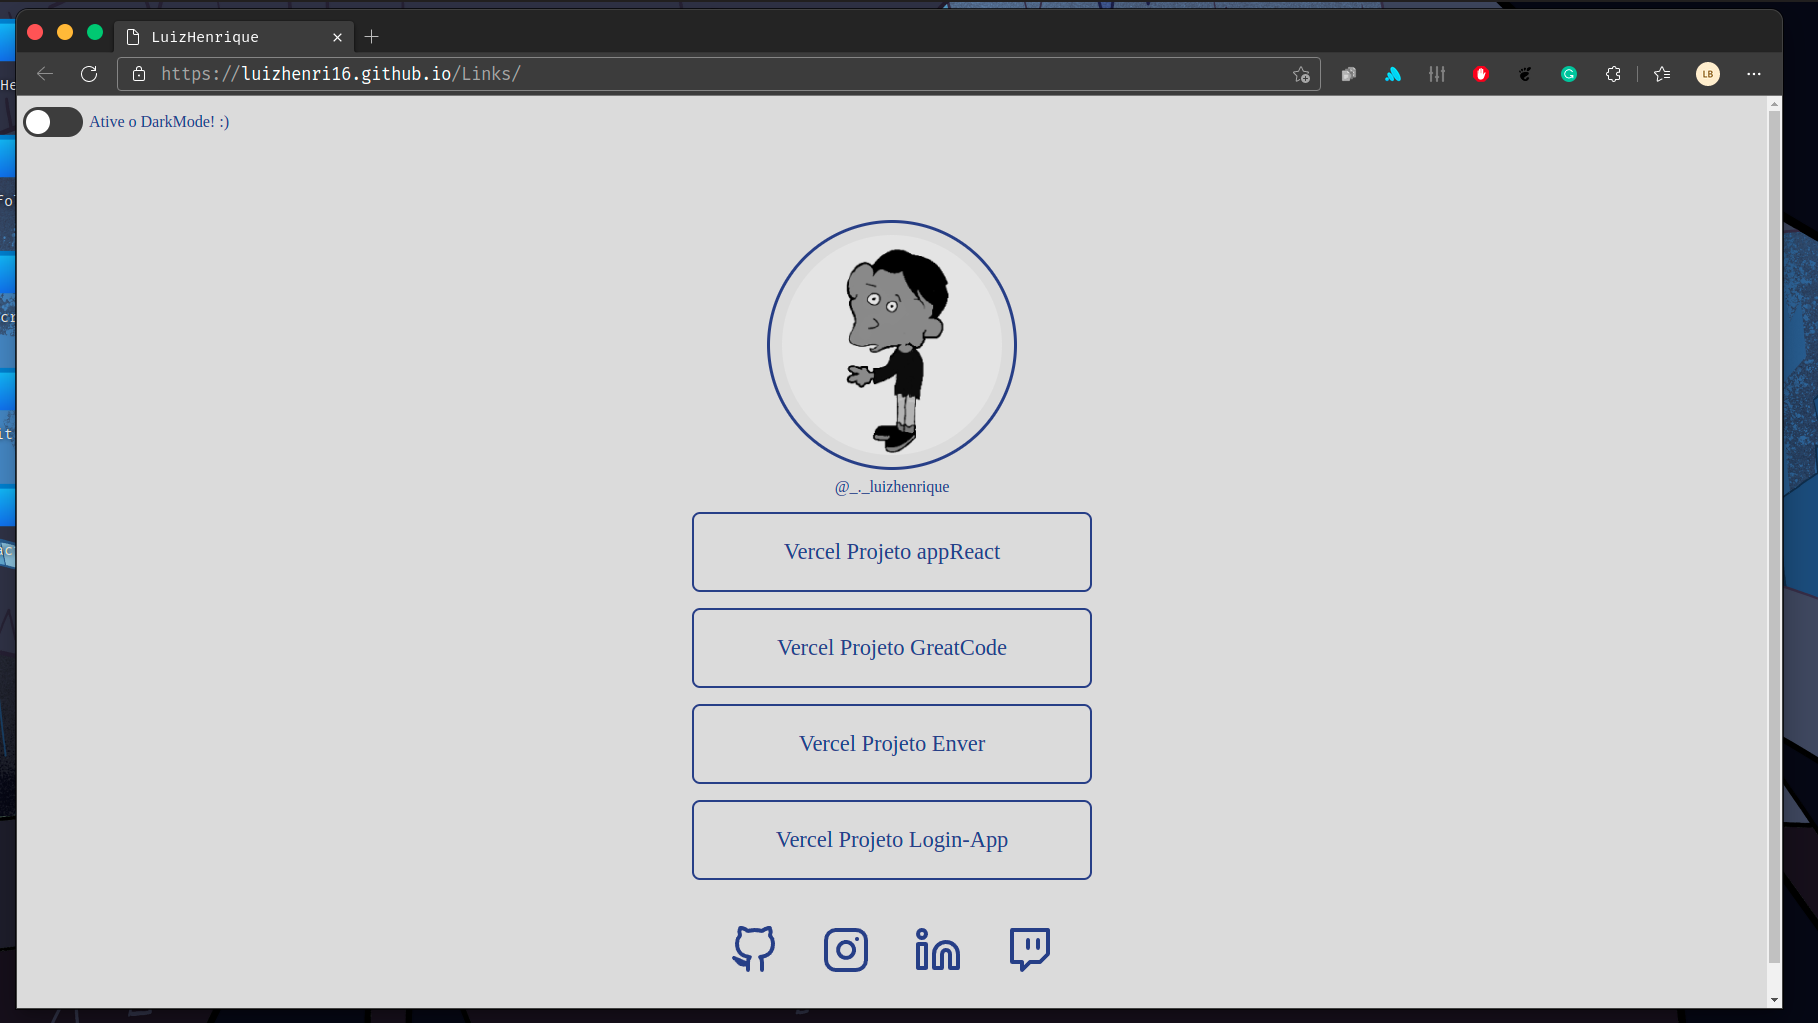 LuizHenrique
https://luizhenri16.github.io/Links/
LB
Ative o DarkMode! :)
@_._luizhenrique
Vercel Projeto appReact
Vercel Projeto GreatCode
Vercel Projeto Enver
Vercel Projeto Login-App